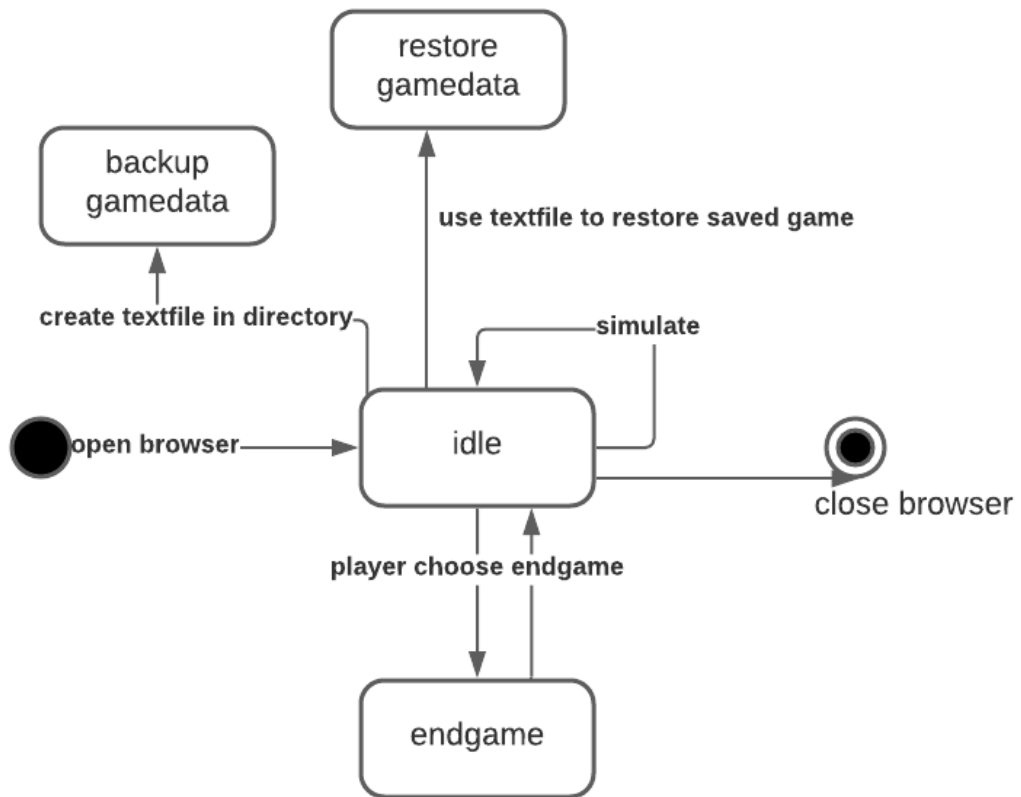 restore
gamedata
backup
gamedata
use textfile to restore saved game
create textfile in directory
simulate
open browser
idle
close browser
player choose endgame
endgame